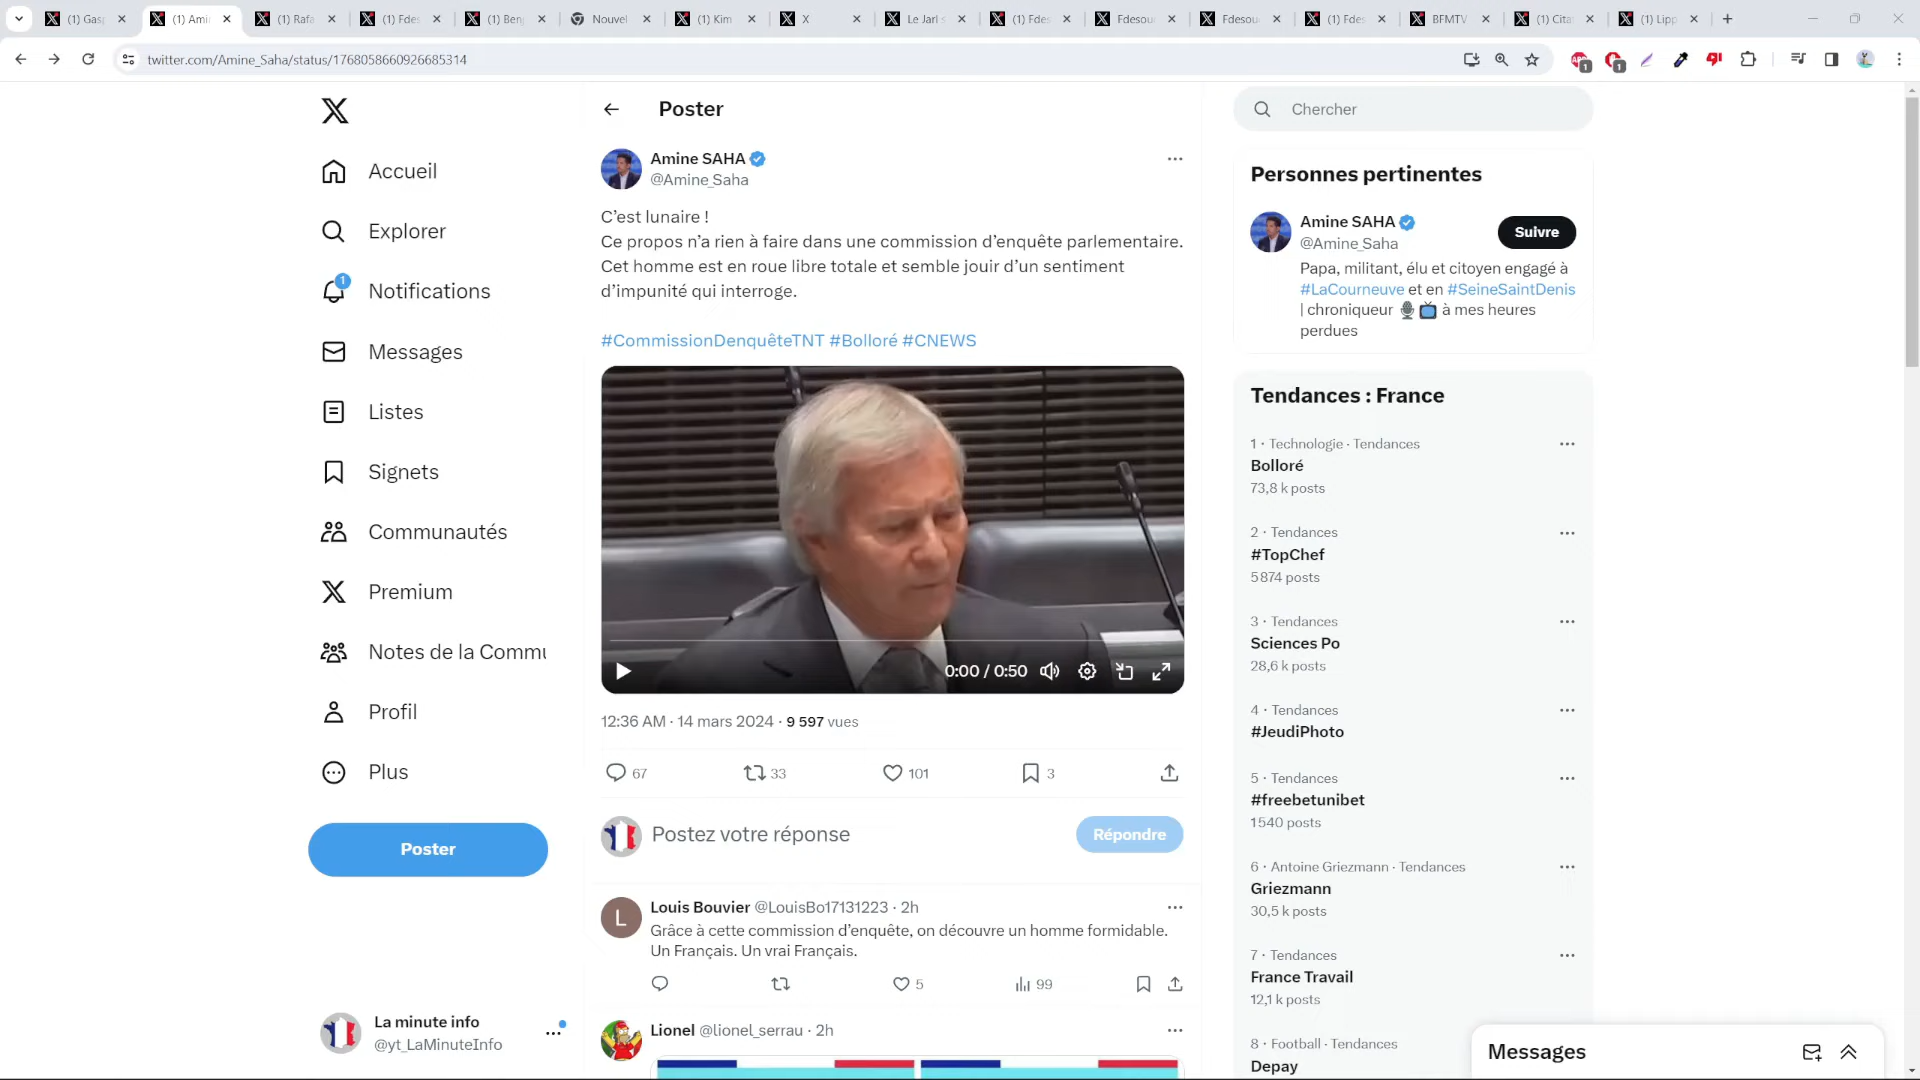 (1) Gas
(1) Ami
(1) Rafa
(1) Fdes
(1) Ben
Nouvel
(1) Kim
X
Le Jarl s
(1) Fdes
Fdesou
Fdesou
(1) Fdes
BFMTV
(1) Cita
(1) Lipp
twitter.com/Amine_Saha/status/1768058660926685314
1
1
Accueil
Explorer
1
Notifications
Messages
Listes
Signets
Communautés
Premium
Notes de la Commu
Profil
Plus
Poster
La minute info
@yt_LaMinuteInfo
Poster
Amine SAHA
@Amine_Saha
C’est lunaire !
Ce propos n’a rien à faire dans une commission d’enquête parlementaire.
Cet homme est en roue libre totale et semble jouir d’un sentiment
d’impunité qui interroge.
#CommissionDenquêteTNT #Bolloré #CNEWS
0:00 / 0:50
12:36 AM · 14 mars 2024 · 9 597 vues
67 33 101 3
Postez votre réponse
Répondre
L
Louis Bouvier @LouisBo17131223 · 2h
Grâce à cette commission d’enquête, on découvre un homme formidable.
Un Français. Un vrai Français.
5 99
Lionel @lionel_serrau · 2h
Chercher
Personnes pertinentes
Amine SAHA
@Amine_Saha
Suivre
Papa, militant, élu et citoyen engagé à
#LaCourneuve et en #SeineSaintDenis
| chroniqueur 🎙️📺 à mes heures
perdues
Tendances : France
1 · Technologie · Tendances
Bolloré
73,8 k posts
2 · Tendances
#TopChef
5 874 posts
3 · Tendances
Sciences Po
28,6 k posts
4 · Tendances
#JeudiPhoto
5 · Tendances
#freebetunibet
1 540 posts
6 · Antoine Griezmann · Tendances
Griezmann
30,5 k posts
7 · Tendances
France Travail
12,1 k posts
8 · Football · Tendances
Depay
Messages